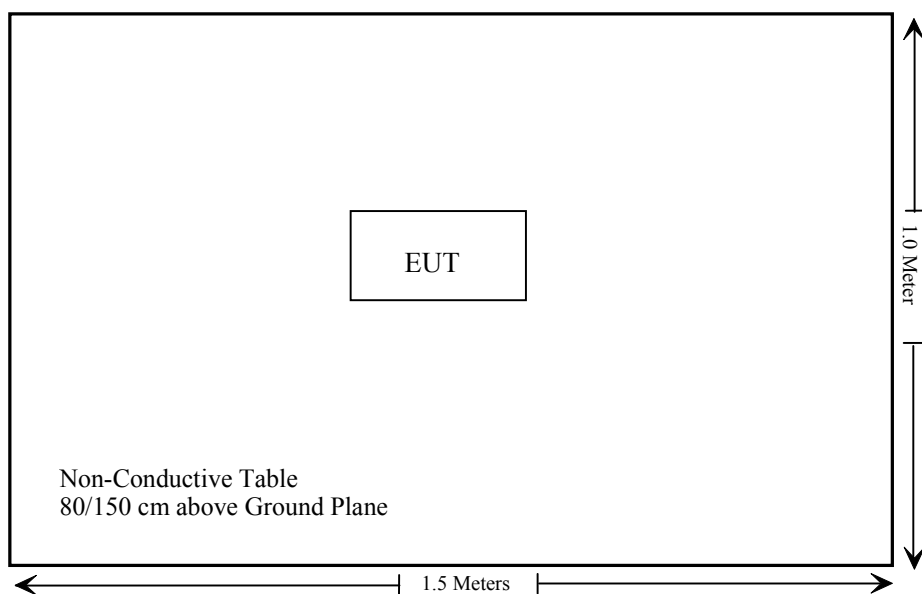 EUT
1.0 Meter
Non-Conductive Table
80/150 cm above Ground Plane
1.5 Meters